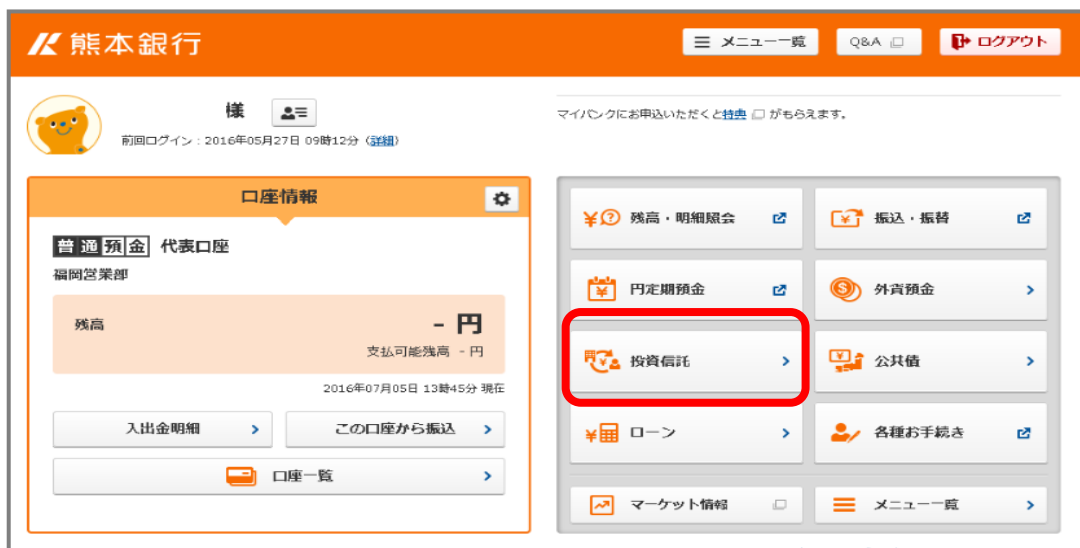 熊本銀行
メニュー一覧
Q&A
ログアウト
様
前回ログイン：2016年05月27日 09時12分（詳細）
マイバンクにお申込いただくと特典 がもらえます。
口座情報
普通預金 代表口座
福岡営業部
残高
- 円
支払可能残高 - 円
2016年07月05日 13時45分 現在
入出金明細
この口座から振込
口座一覧
残高・明細照会
振込・振替
円定期預金
外貨預金
投資信託
公共債
ローン
各種お手続き
マーケット情報
メニュー一覧